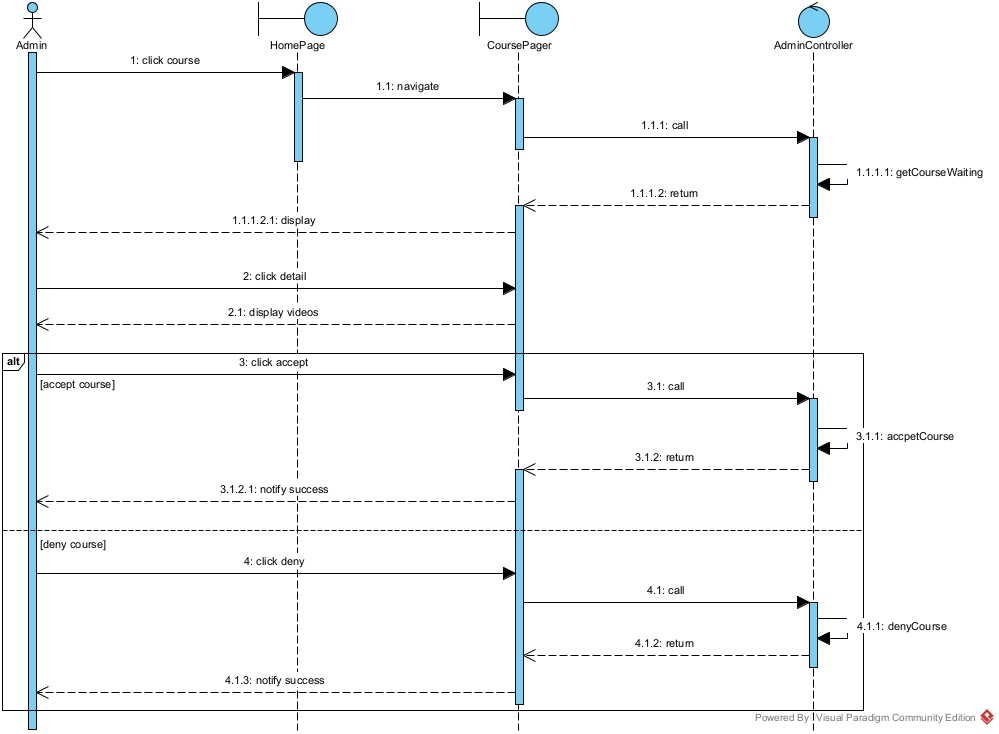 Admin
HomePage
CoursePager
AdminController
1: click course
1.1: navigate
1.1.1: call
1.1.1.1: getCourseWaiting
1.1.1.2: return
1.1.1.2.1: display
2: click detail
2.1: display videos
alt
3: click accept
[accept course]
3.1: call
3.1.1: accpetCourse
3.1.2: return
3.1.2.1: notify success
[deny course]
4: click deny
4.1: call
4.1.1: denyCourse
4.1.2: return
4.1.3: notify success
Powered By Visual Paradigm Community Edition